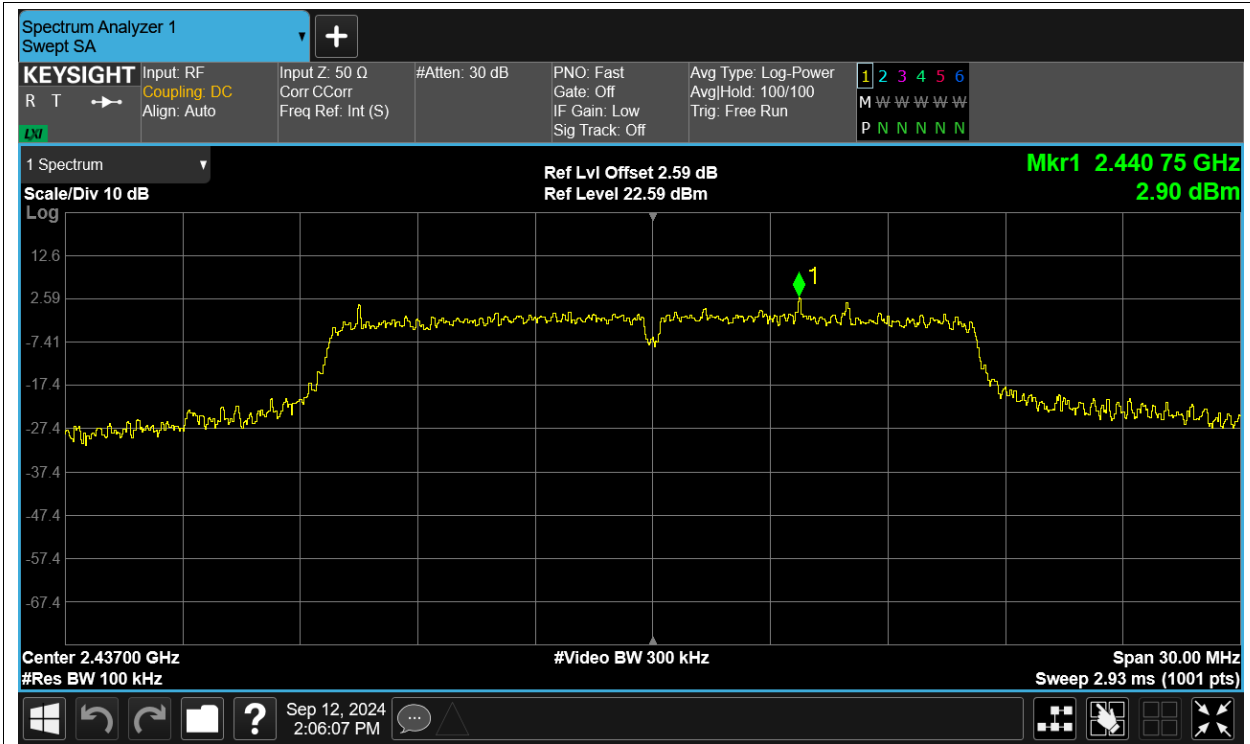 Spectrum Analyzer 1
Swept SA
KEYSIGHT
R T
LXI
Input: RF
Coupling: DC
Align: Auto
Input Z: 50 Ω
Corr CCorr
Freq Ref: Int (S)
#Atten: 30 dB
PNO: Fast
Gate: Off
IF Gain: Low
Sig Track: Off
Avg Type: Log-Power
Avg|Hold: 100/100
Trig: Free Run
1 2 3 4 5 6
M W W W W W
P N N N N N
1 Spectrum
Scale/Div 10 dB
Log
Ref Lvl Offset 2.59 dB
Ref Level 22.59 dBm
Mkr1 2.440 75 GHz
2.90 dBm
12.6
2.59
-7.41
-17.4
-27.4
-37.4
-47.4
-57.4
-67.4
1
Center 2.43700 GHz
#Res BW 100 kHz
#Video BW 300 kHz
Span 30.00 MHz
Sweep 2.93 ms (1001 pts)
?
Sep 12, 2024
2:06:07 PM